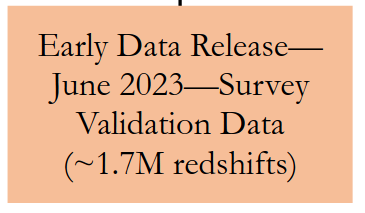 Early Data Release—
June 2023—Survey
Validation Data
(~1.7M redshifts)